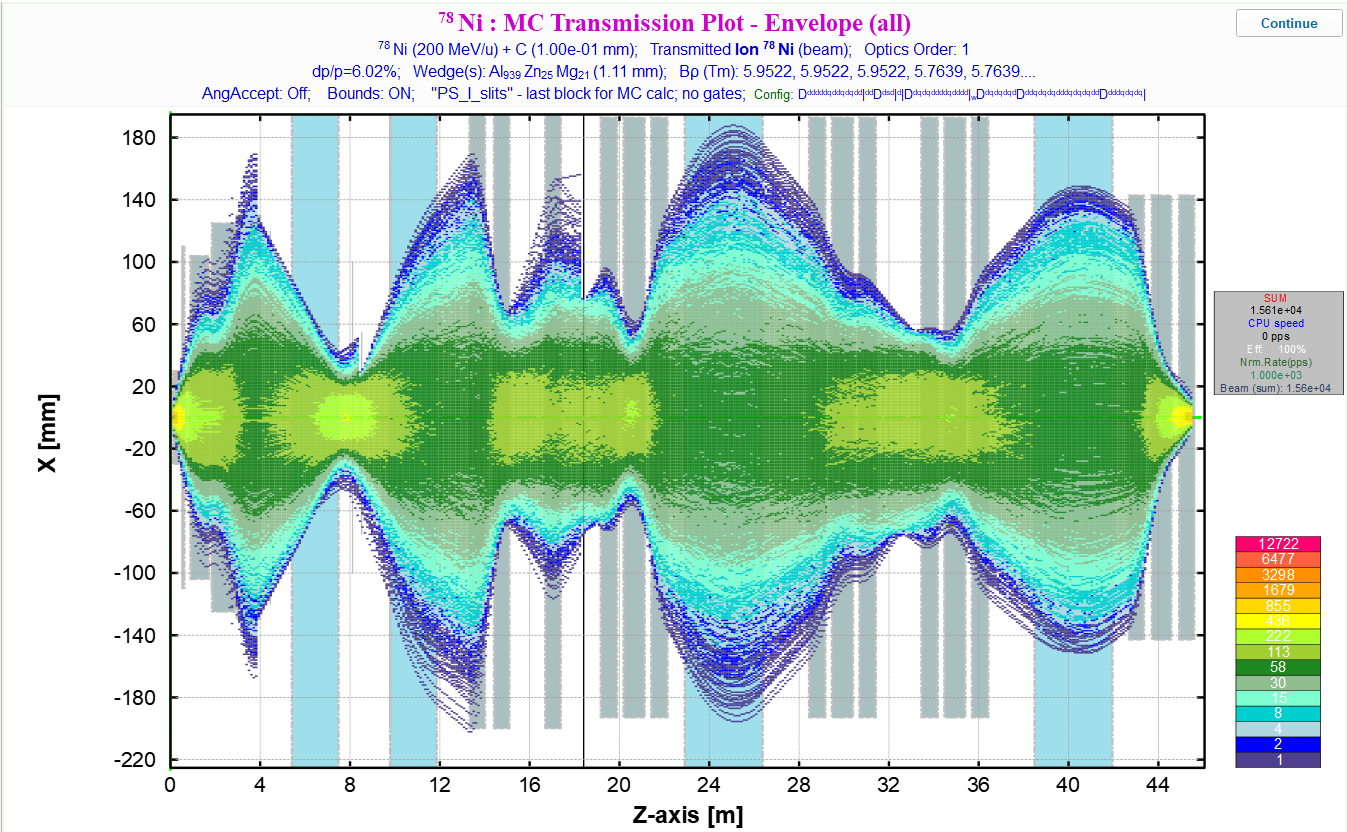 ⁷⁸Ni : MC Transmission Plot - Envelope (all)
Continue
⁷⁸Ni (200 MeV/u) + C (1.00e-01 mm); Transmitted Ion ⁷⁸Ni (beam); Optics Order: 1
dp/p=6.02%; Wedge(s): Al₉₃₉ Zn₂₅ Mg₂₁ (1.11 mm); Bρ (Tm): 5.9522, 5.9522, 5.9522, 5.7639, 5.7639....
AngAccept: Off; Bounds: ON; "PS_I_slits" - last block for MC calc; no gates; Config:
180
140
100
60
20
-20
-60
-100
-140
-180
-220
X [mm]
0 4 8 12 16 20 24 28 32 36 40 44
Z-axis [m]
SUM
1.561e+04
CPU speed
0 pps
Eff. 100%
Nrm.Rate(pps)
1.000e+03
Beam (sum): 1.56e+04
12722
6477
3298
1679
855
436
222
113
58
30
15
8
4
2
1